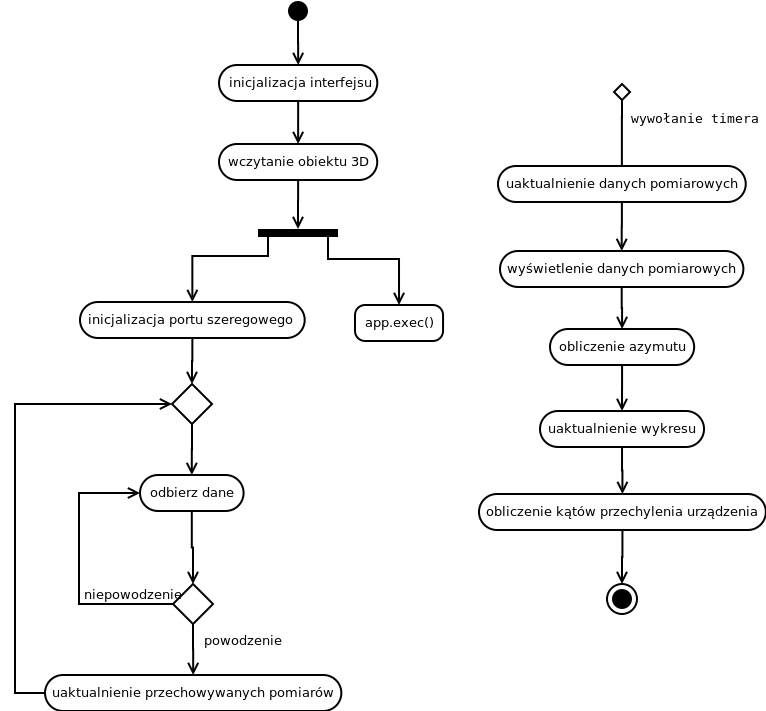 inicjalizacja interfejsu
wczytanie obiektu 3D
inicjalizacja portu szeregowego
app.exec()
odbierz dane
niepowodzenie
powodzenie
uaktualnienie przechowywanych pomiarów
wywołanie timera
uaktualnienie danych pomiarowych
wyświetlenie danych pomiarowych
obliczenie azymutu
uaktualnienie wykresu
obliczenie kątów przechylenia urządzenia